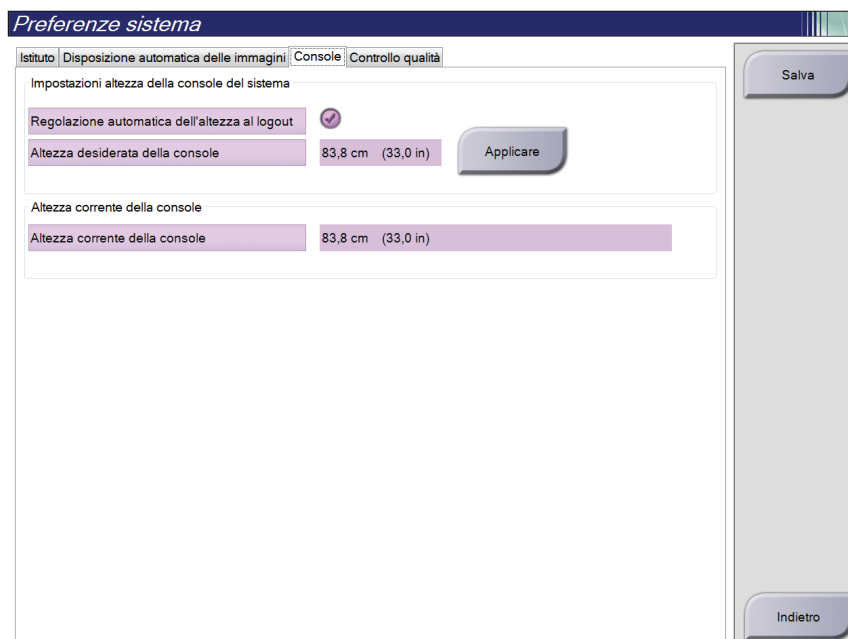 Preferenze sistema
Istituto Disposizione automatica delle immagini Console Controllo qualità
Salva
Impostazioni altezza della console del sistema
Regolazione automatica dell'altezza al logout
Altezza desiderata della console 83,8 cm (33,0 in) Applicare
Altezza corrente della console
Altezza corrente della console 83,8 cm (33,0 in)
Indietro